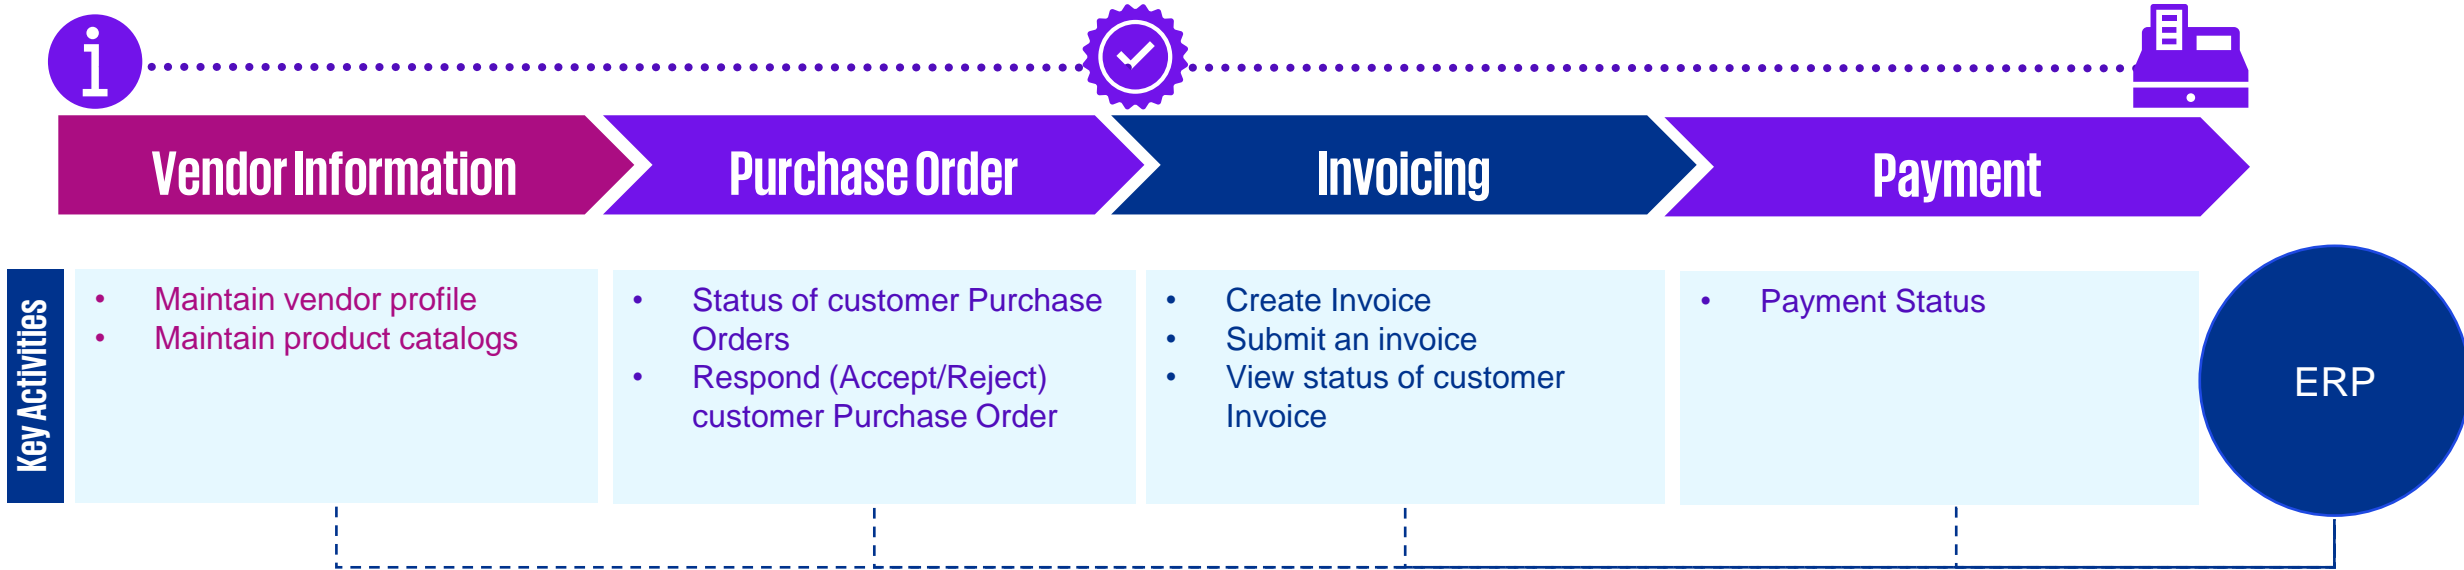 Vendor Information
Purchase Order
Invoicing
Payment
Key Activities
• Maintain vendor profile
• Maintain product catalogs
• Status of customer Purchase
Orders
• Respond (Accept/Reject)
customer Purchase Order
• Create Invoice
• Submit an invoice
• View status of customer
Invoice
• Payment Status
ERP